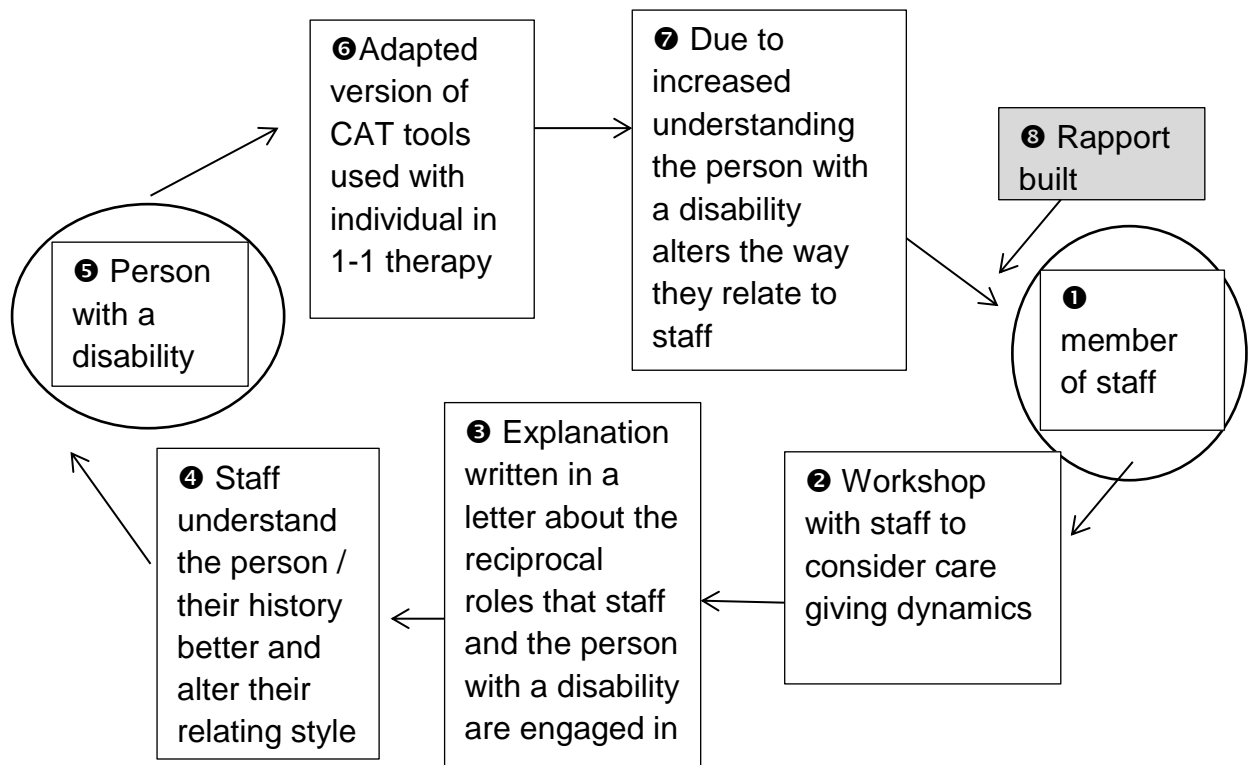 ❻Adapted
version of
CAT tools
used with
individual in
1-1 therapy
❼ Due to
increased
understanding
the person with
a disability
alters the way
they relate to
staff
❽ Rapport
built
❺ Person
with a
disability
❶
member
of staff
❹ Staff
understand
the person /
their history
better and
alter their
relating style
❸ Explanation
written in a
letter about the
reciprocal
roles that staff
and the person
with a disability
are engaged in
❷ Workshop
with staff to
consider care
giving dynamics